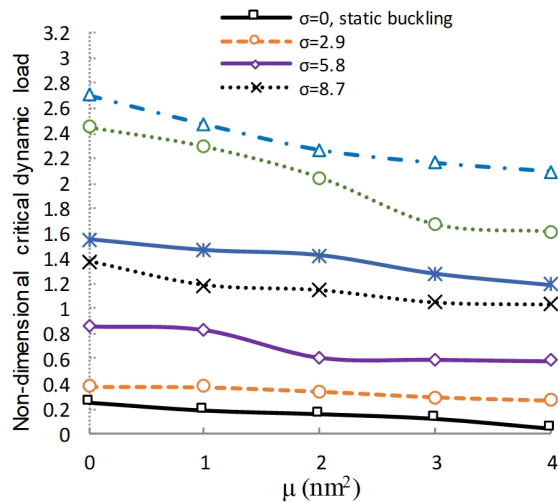 σ=0, static buckling
σ=2.9
σ=5.8
σ=8.7
Non-dimensional critical dynamic load
3.2
3
2.8
2.6
2.4
2.2
2
1.8
1.6
1.4
1.2
1
0.8
0.6
0.4
0.2
0
0 1 2 3 4
μ (nm²)